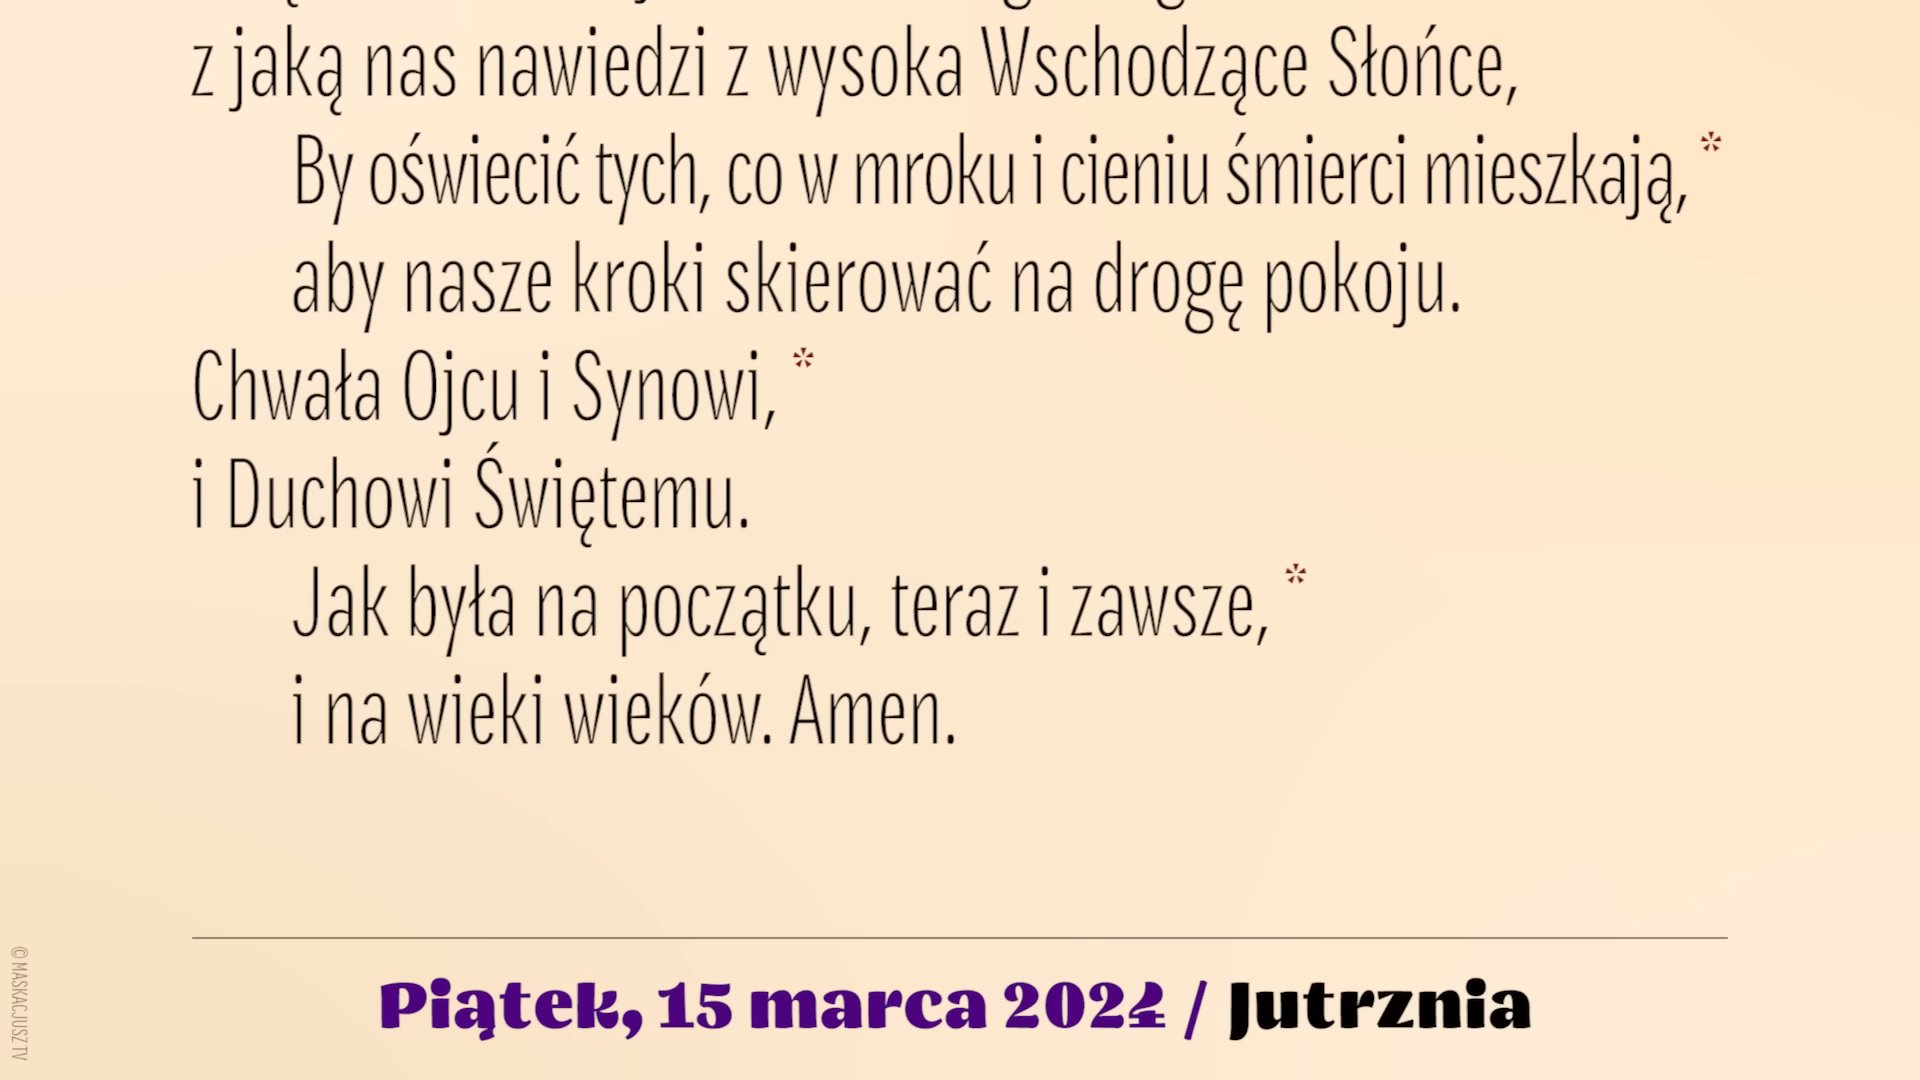 z jaką nas nawiedzi z wysoka Wschodzące Słońce,
By oświecić tych, co w mroku i cieniu śmierci mieszkają, *
aby nasze kroki skierować na drogę pokoju.
Chwała Ojcu i Synowi, *
i Duchowi Świętemu.
Jak była na początku, teraz i zawsze, *
i na wieki wieków. Amen.
Piątek, 15 marca 2024 / Jutrznia
© MASKACJUSZ TV